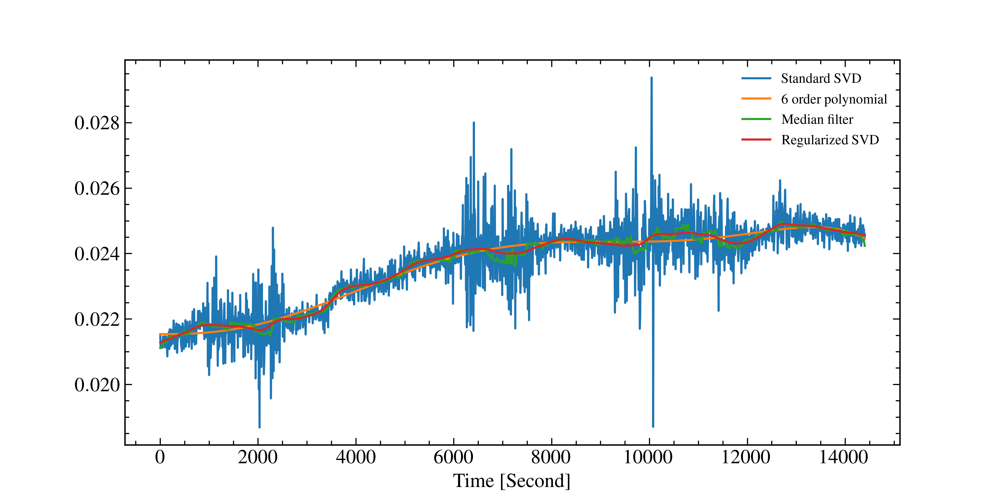 Standard SVD
6 order polynomial
Median filter
Regularized SVD
0.028
0.026
0.024
0.022
0.020
0 2000 4000 6000 8000 10000 12000 14000
Time [Second]